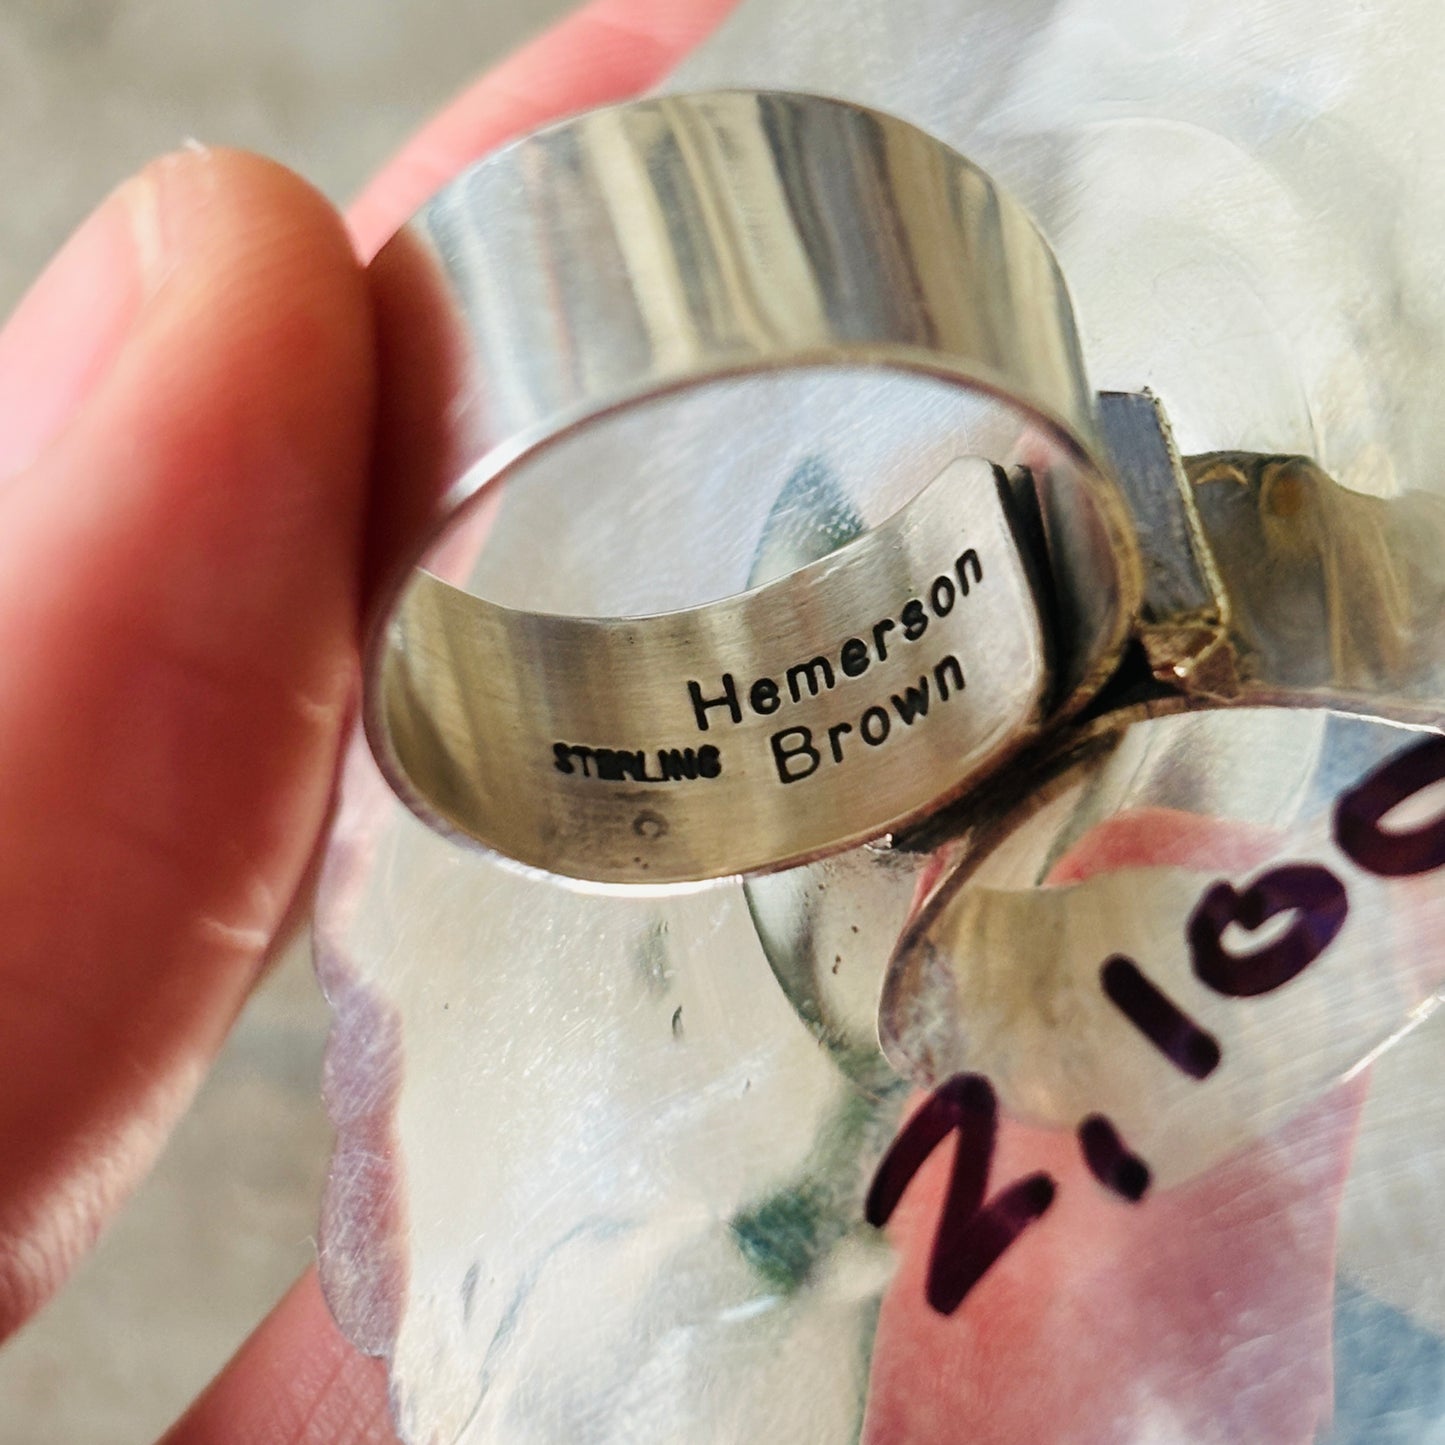 Hemerson
Brown
STERLING
2,100